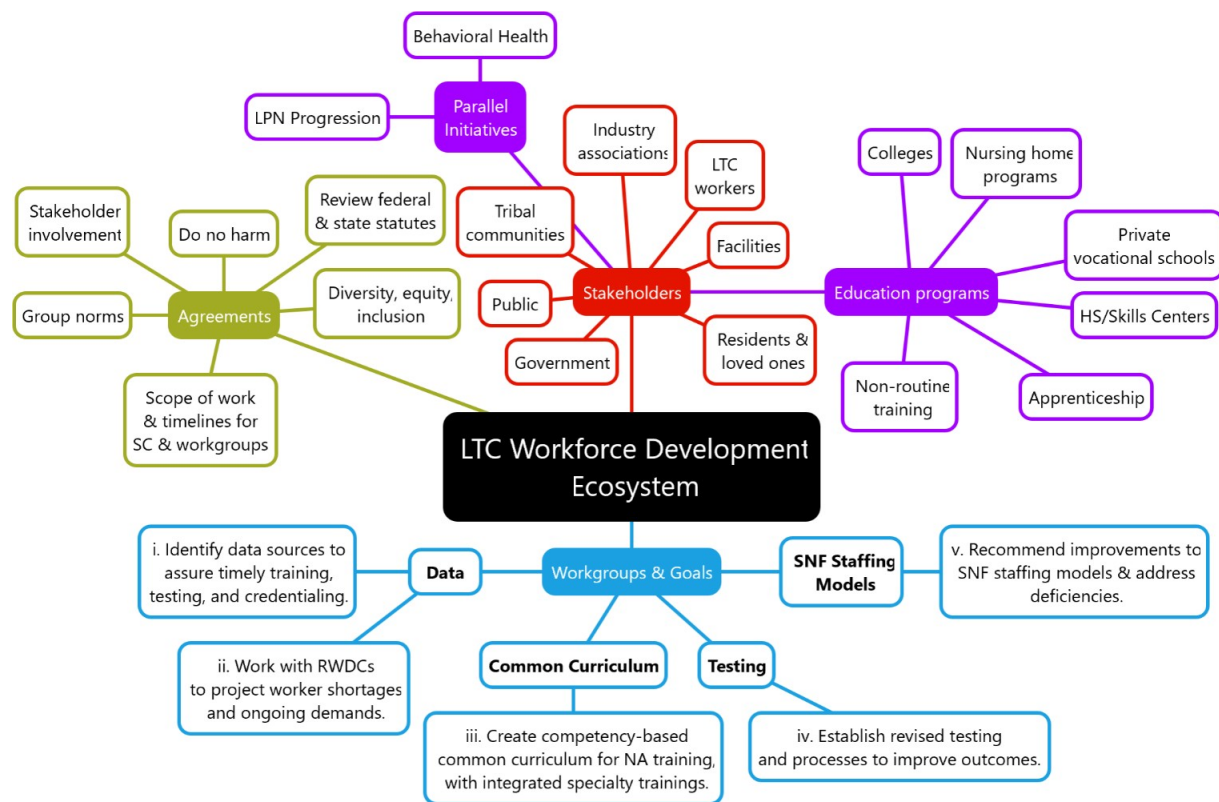 Behavioral Health
LPN Progression
Parallel
Initiatives
Industry
associations
LTC
workers
Tribal
communities
Facilities
Public
Stakeholders
Government
Residents &
loved ones
Colleges
Nursing home
programs
Private
vocational schools
Education programs
HS/Skills Centers
Non-routine
training
Apprenticeship
Stakeholder
involvement
Do no harm
Review federal
& state statutes
Group norms
Agreements
Diversity, equity,
inclusion
Scope of work
& timelines for
SC & workgroups
LTC Workforce Development
Ecosystem
i. Identify data sources to
assure timely training,
testing, and credentialing.
Data
Workgroups & Goals
SNF Staffing
Models
v. Recommend improvements to
SNF staffing models & address
deficiencies.
ii. Work with RWDCs
to project worker shortages
and ongoing demands.
Common Curriculum
Testing
iii. Create competency-based
common curriculum for NA training,
with integrated specialty trainings.
iv. Establish revised testing
and processes to improve outcomes.